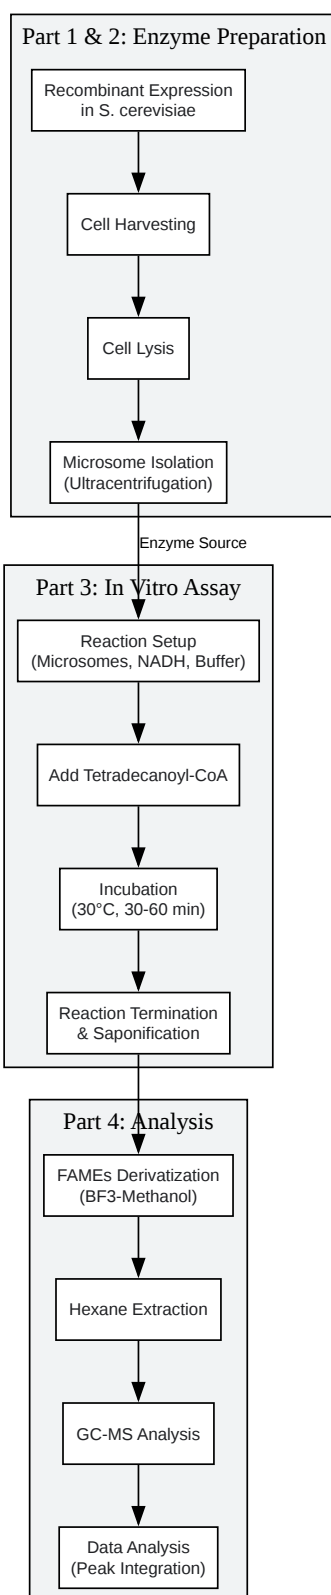 Part 1 & 2: Enzyme Preparation
Recombinant Expression
in S. cerevisiae
Cell Harvesting
Cell Lysis
Microsome Isolation
(Ultracentrifugation)
Enzyme Source
Part 3: In Vitro Assay
Reaction Setup
(Microsomes, NADH, Buffer)
Add Tetradecanoyl-CoA
Incubation
(30°C, 30-60 min)
Reaction Termination
& Saponification
Part 4: Analysis
FAMEs Derivatization
(BF3-Methanol)
Hexane Extraction
GC-MS Analysis
Data Analysis
(Peak Integration)